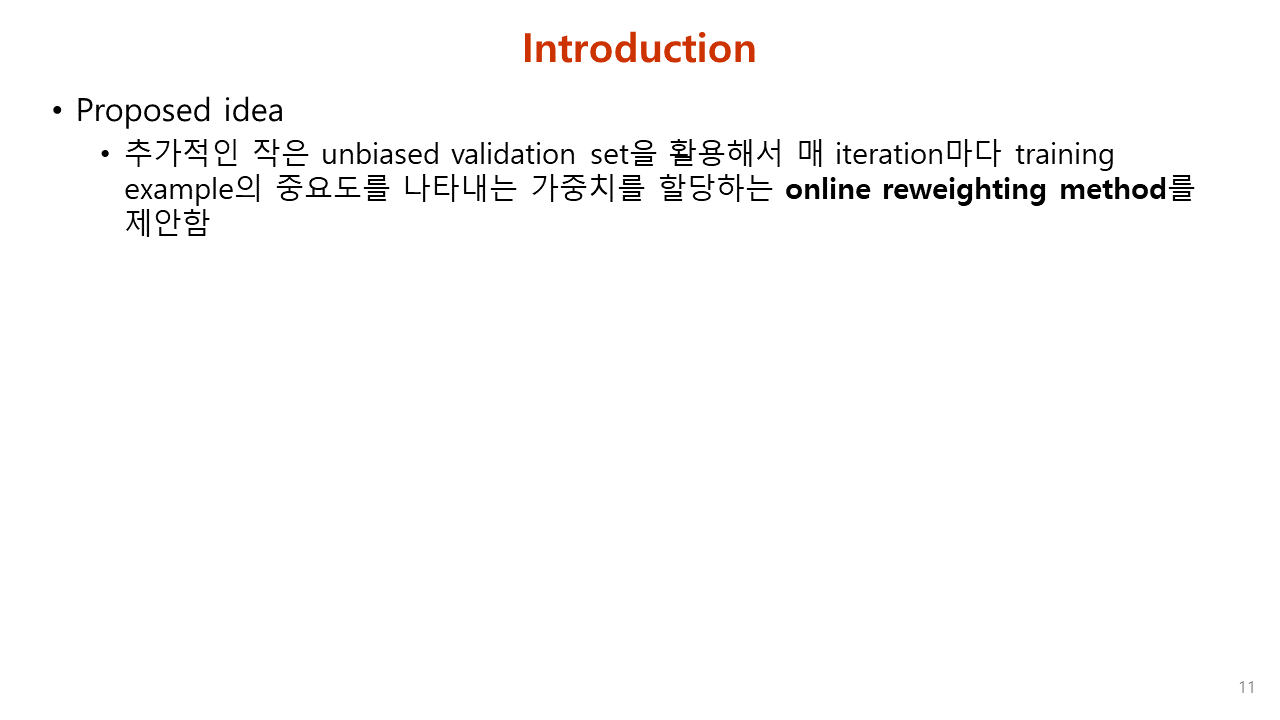 Introduction
• Proposed idea
• 추가적인 작은 unbiased validation set을 활용해서 매 iteration마다 training
example의 중요도를 나타내는 가중치를 할당하는 online reweighting method를
제안함
11